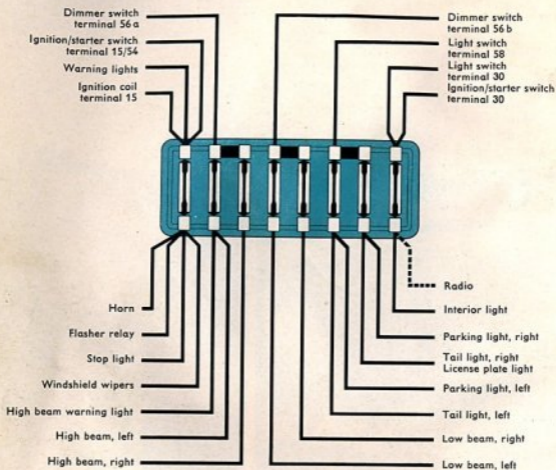 Dimmer switch
terminal 56a
Ignition/starter switch
terminal 15/54
Warning lights
Ignition coil
terminal 15
Dimmer switch
terminal 56b
Light switch
terminal 58
Light switch
terminal 30
Ignition/starter switch
terminal 30
Horn
Flasher relay
Stop light
Windshield wipers
High beam warning light
High beam, left
High beam, right
Radio
Interior light
Parking light, right
Tail light, right
License plate light
Parking light, left
Tail light, left
Low beam, right
Low beam, left